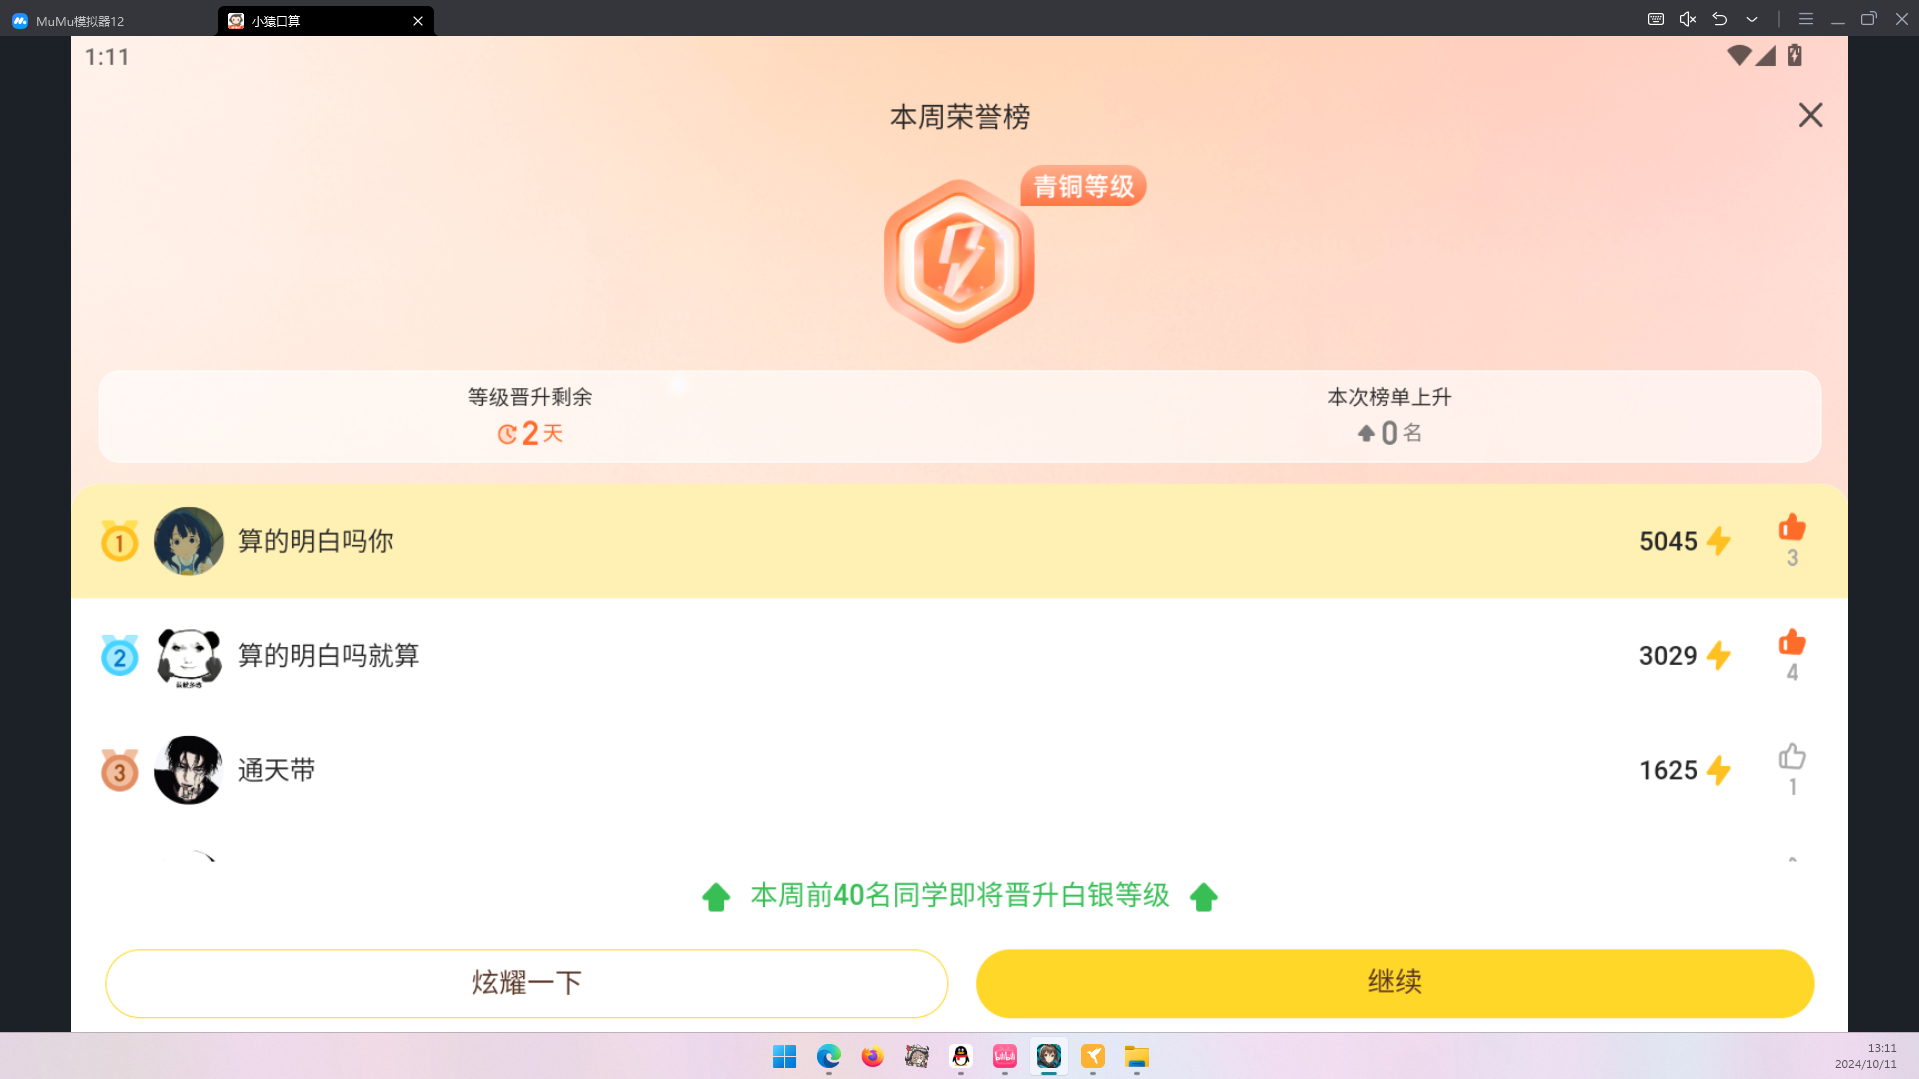 MuMu模拟器12
小猿口算
1:11
本周荣誉榜
青铜等级
等级晋升剩余
2天
本次榜单上升
0名
1
算的明白吗你
5045
3
2
算的明白吗就算
3029
4
3
通天带
1625
1
本周前40名同学即将晋升白银等级
炫耀一下
继续
bilibili
13:11
2024/10/11